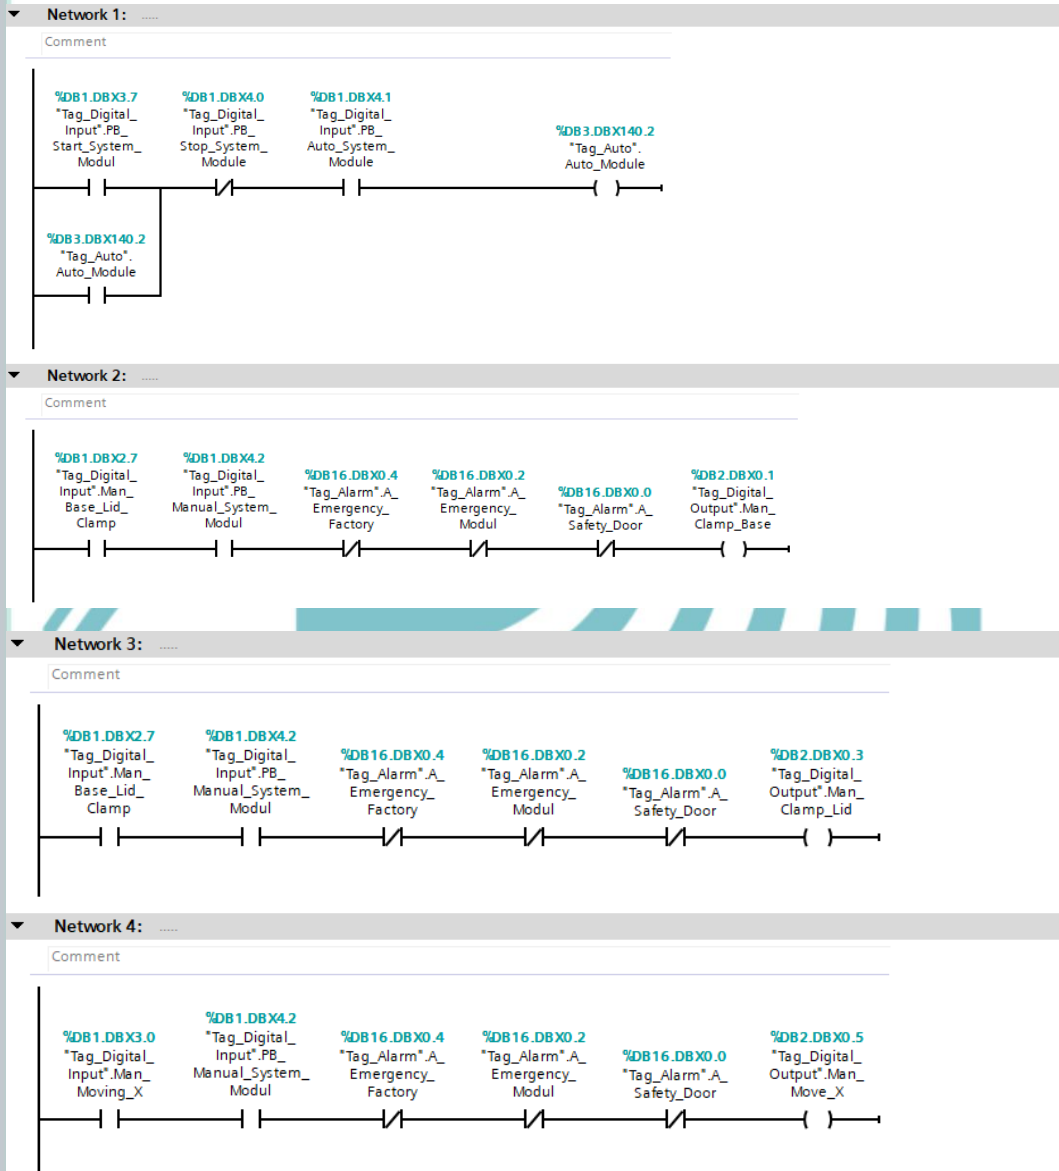 Network 1: .....
Comment
%DB1.DBX3.7 %DB1.DBX4.0 %DB1.DBX4.1
"Tag_Digital_ "Tag_Digital_ "Tag_Digital_
Input".PB_ Input".PB_ Input".PB_ %DB3.DBX140.2
Start_System_ Stop_System_ Auto_System_ "Tag_Auto".
Modul Module Module Auto_Module
%DB3.DBX140.2
"Tag_Auto".
Auto_Module
Network 2: .....
Comment
%DB1.DBX2.7 %DB1.DBX4.2
"Tag_Digital_ "Tag_Digital_ %DB16.DBX0.4 %DB16.DBX0.2 %DB2.DBX0.1
Input".Man_ Input".PB_ "Tag_Alarm".A_ "Tag_Alarm".A_ %DB16.DBX0.0 "Tag_Digital_
Base_Lid_ Manual_System_ Emergency_ Emergency_ "Tag_Alarm".A_ Output".Man_
Clamp Modul Factory Modul Safety_Door Clamp_Base
Network 3: .....
Comment
%DB1.DBX2.7 %DB1.DBX4.2
"Tag_Digital_ "Tag_Digital_ %DB16.DBX0.4 %DB16.DBX0.2 %DB2.DBX0.3
Input".Man_ Input".PB_ "Tag_Alarm".A_ "Tag_Alarm".A_ %DB16.DBX0.0 "Tag_Digital_
Base_Lid_ Manual_System_ Emergency_ Emergency_ "Tag_Alarm".A_ Output".Man_
Clamp Modul Factory Modul Safety_Door Clamp_Lid
Network 4: .....
Comment
%DB1.DBX4.2
%DB1.DBX3.0 "Tag_Digital_ %DB16.DBX0.4 %DB16.DBX0.2 %DB2.DBX0.5
"Tag_Digital_ Input".PB_ "Tag_Alarm".A_ "Tag_Alarm".A_ %DB16.DBX0.0 "Tag_Digital_
Input".Man_ Manual_System_ Emergency_ Emergency_ "Tag_Alarm".A_ Output".Man_
Moving_X Modul Factory Modul Safety_Door Move_X